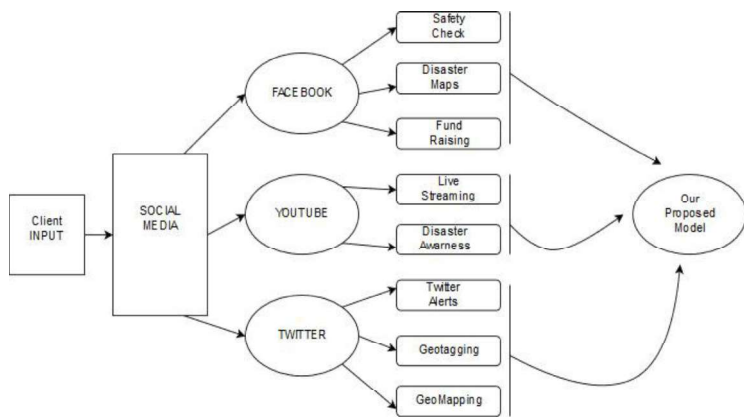 Client
INPUT
SOCIAL
MEDIA
FACEBOOK
Safety
Check
Disaster
Maps
Fund
Raising
YOUTUBE
Live
Streaming
Disaster
Awarness
TWITTER
Twitter
Alerts
Geotagging
GeoMapping
Our
Proposed
Model